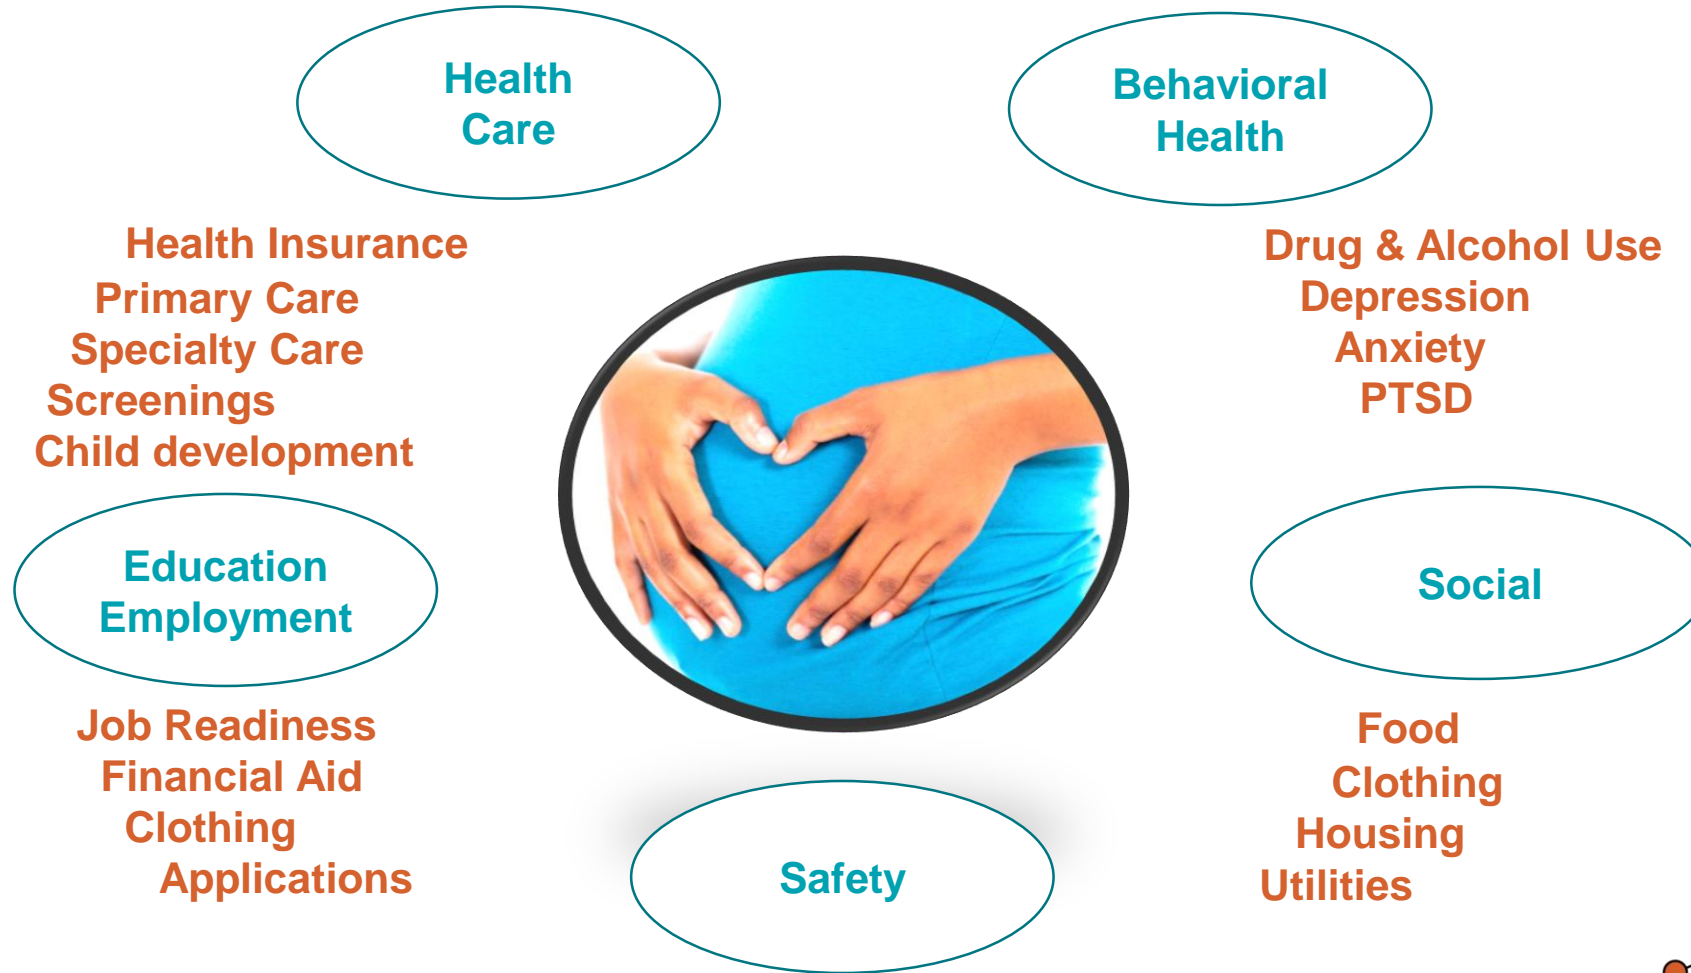 Health
Care
Behavioral
Health
Health Insurance
Primary Care
Specialty Care
Screenings
Child development
Drug & Alcohol Use
Depression
Anxiety
PTSD
Education
Employment
Social
Job Readiness
Financial Aid
Clothing
Applications
Food
Clothing
Housing
Utilities
Safety